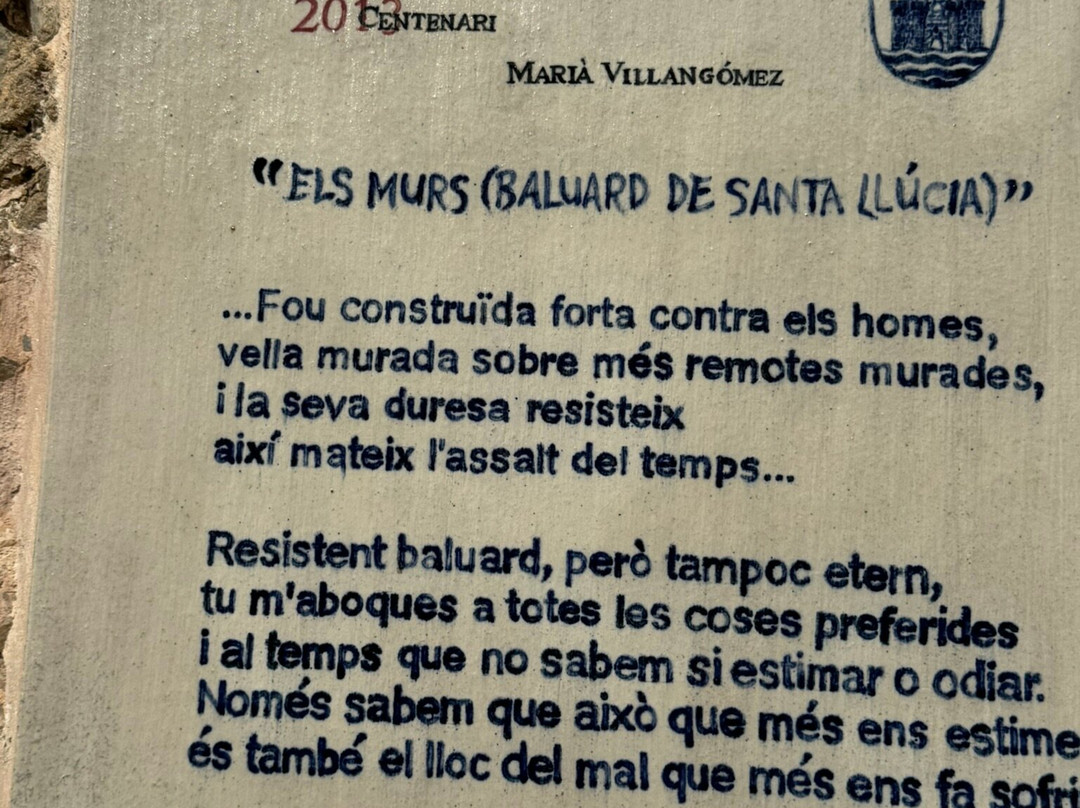 2013 CENTENARI
MARIÀ VILLANGÓMEZ
“ELS MURS (BALUARD DE SANTA LLÚCIA)”
...Fou construïda forta contra els homes,
vella murada sobre més remotes murades,
i la seva duresa resisteix
així mateix l'assalt del temps...
Resistent baluard, però tampoc etern,
tu m'aboques a totes les coses preferides
i al temps que no sabem si estimar o odiar.
Només sabem que això que més ens estime
és també el lloc del mal que més ens fa sofri